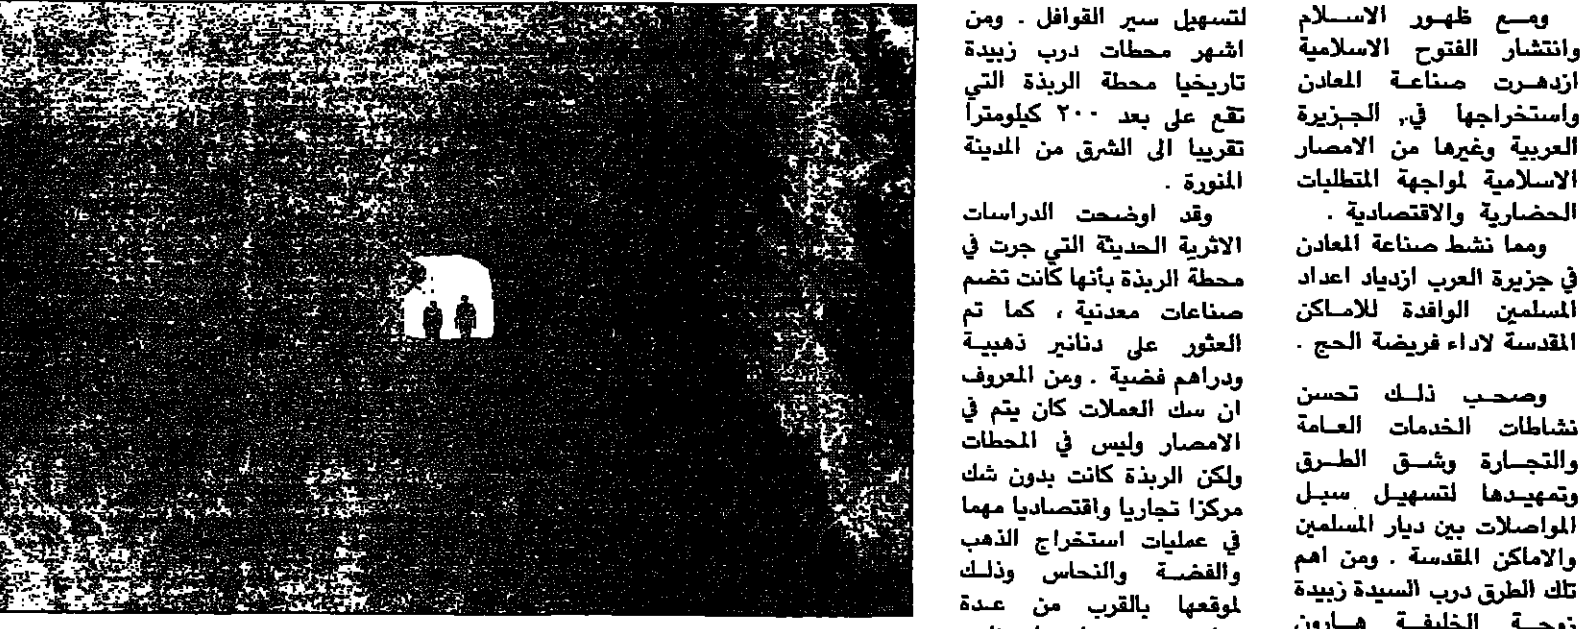 ومع ظهور الاسلام
وانتشار الفتوح الاسلامية
ازدهرت صناعة المعادن
واستخراجها في الجزيرة
العربية وغيرها من الامصار
الاسلامية لمواجهة المتطلبات
الحضارية والاقتصادية .
ومما نشط صناعة المعادن
في جزيرة العرب ازدياد اعداد
المسلمين الوافدة للاماكن
المقدسة لاداء فريضة الحج .
وصحب ذلك تحسن
نشاطات الخدمات العامة
والتجارة وشق الطرق
وتمهيدها لتسهيل سبل
المواصلات بين ديار المسلمين
والاماكن المقدسة . ومن اهم
تلك الطرق درب السيدة زبيدة
زوجة الخليفة هارون
لتسهيل سير القوافل . ومن
اشهر محطات درب زبيدة
تاريخيا محطة الربذة التي
تقع على بعد ٢٠٠ كيلومترا
تقريبا الى الشرق من المدينة
المنورة .
وقد اوضحت الدراسات
الاثرية الحديثة التي جرت في
محطة الربذة بأنها كانت تضم
صناعات معدنية ، كما تم
العثور على دنانير ذهبية
ودراهم فضية . ومن المعروف
ان سك العملات كان يتم في
الامصار وليس في المحطات
ولكن الربذة كانت بدون شك
مركزا تجاريا واقتصاديا مهما
في عمليات استخراج الذهب
والفضة والنحاس وذلك
لموقعها بالقرب من عدة